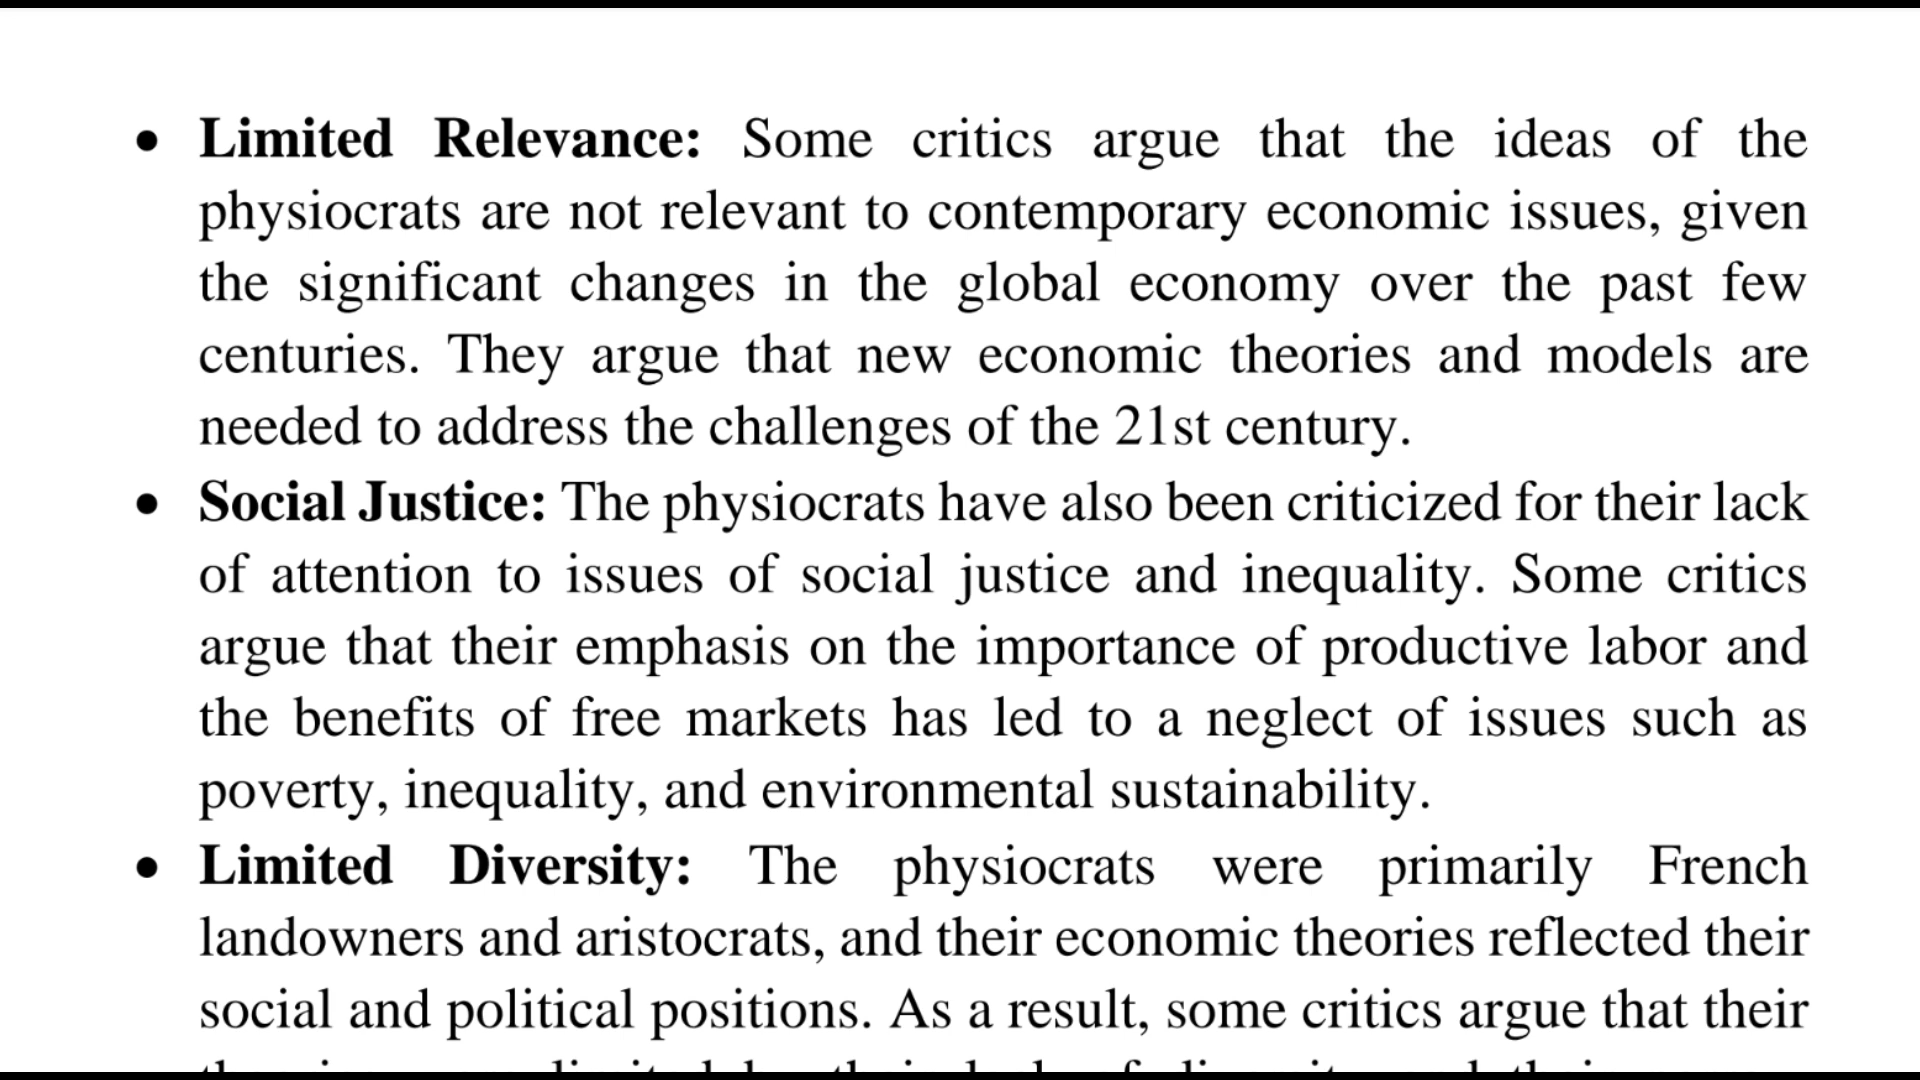 • Limited Relevance: Some critics argue that the ideas of the
physiocrats are not relevant to contemporary economic issues, given
the significant changes in the global economy over the past few
centuries. They argue that new economic theories and models are
needed to address the challenges of the 21st century.
• Social Justice: The physiocrats have also been criticized for their lack
of attention to issues of social justice and inequality. Some critics
argue that their emphasis on the importance of productive labor and
the benefits of free markets has led to a neglect of issues such as
poverty, inequality, and environmental sustainability.
• Limited Diversity: The physiocrats were primarily French
landowners and aristocrats, and their economic theories reflected their
social and political positions. As a result, some critics argue that their